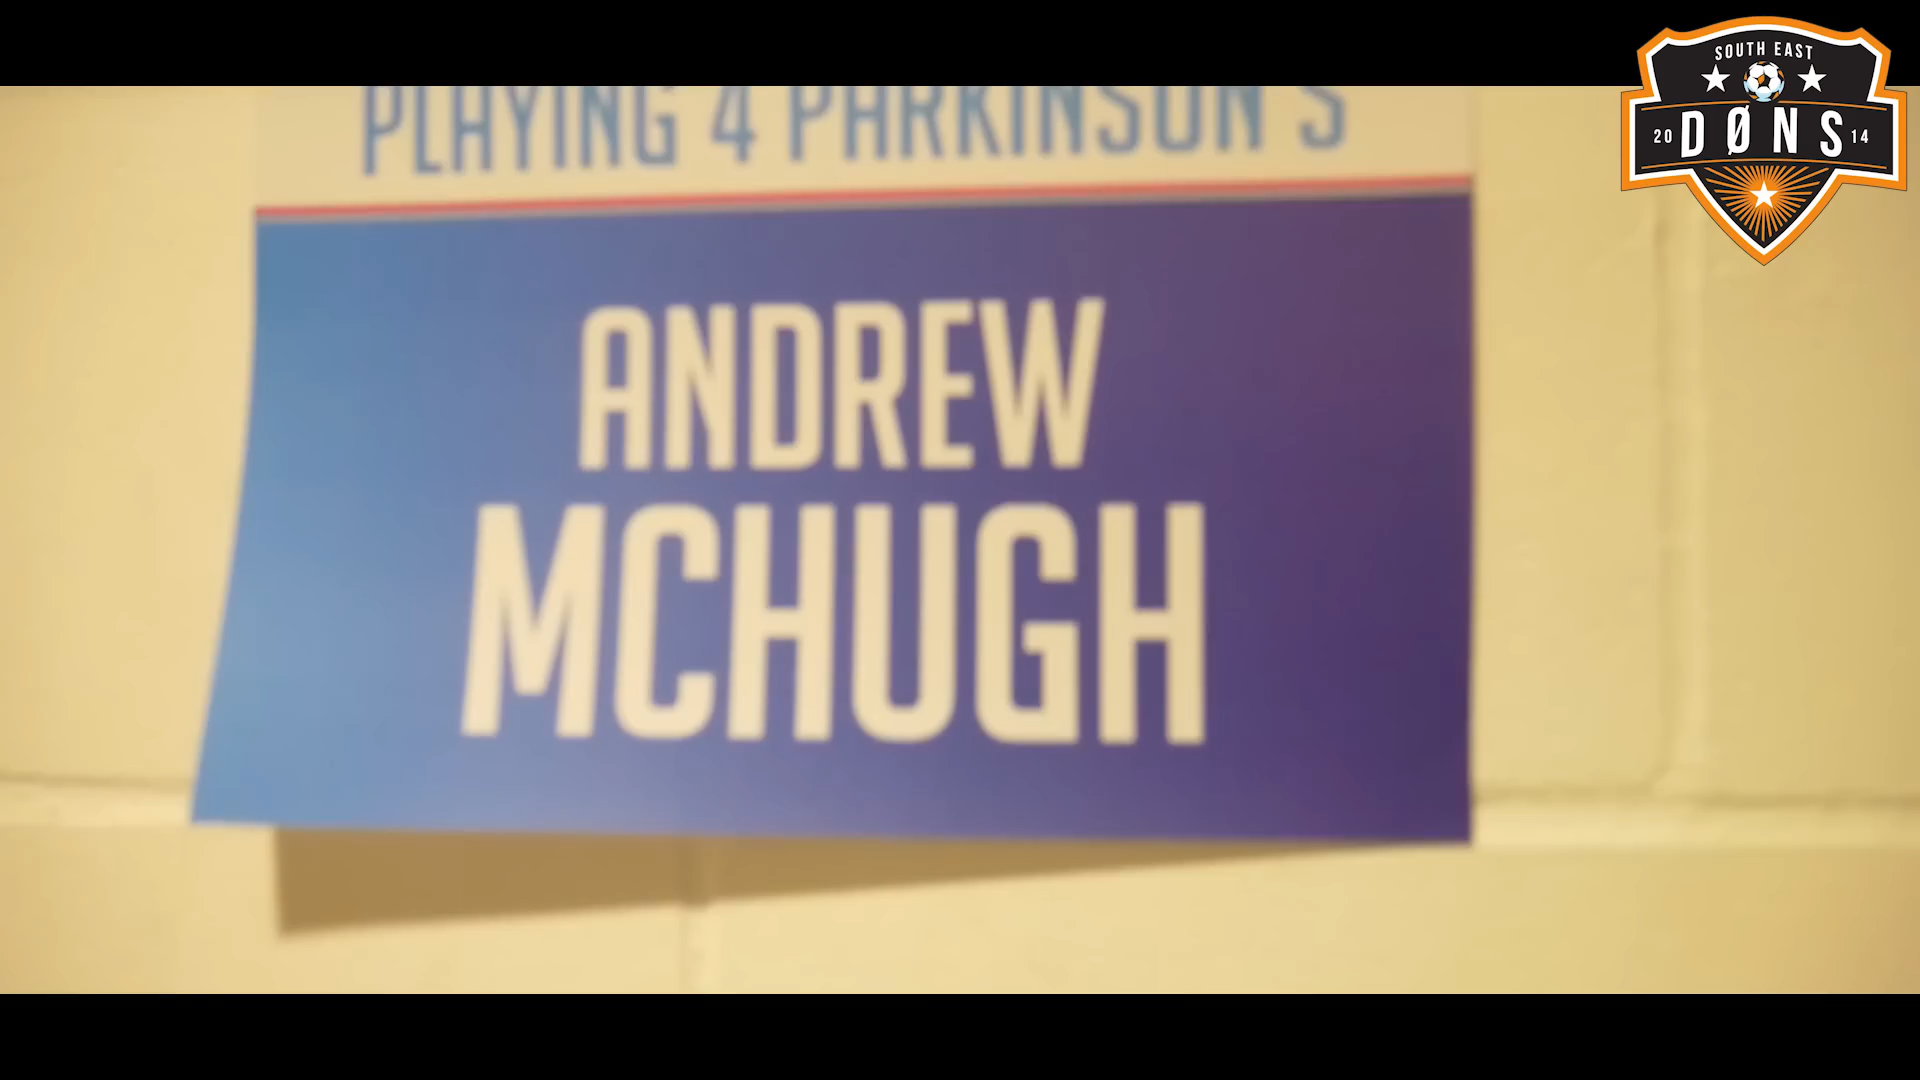 SOUTH EAST
20 DØNS 14
PLAYING 4 PARKINSON'S
ANDREW
MCHUGH